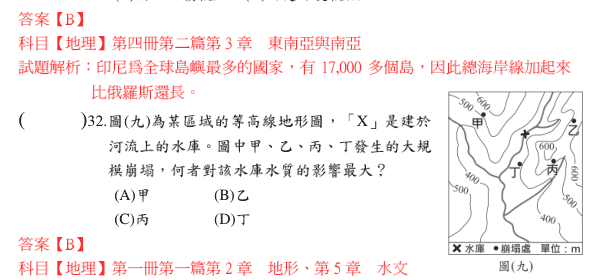 答案【B】
科目【地理】第四冊第二篇第3章　東南亞與南亞
試題解析：印尼為全球島嶼最多的國家，有 17,000 多個島，因此總海岸線加起來
比俄羅斯還長。
(　　)32.圖(九)為某區域的等高線地形圖，「X」是建於
河流上的水庫。圖中甲、乙、丙、丁發生的大規
模崩塌，何者對該水庫水質的影響最大？
(A)甲　　(B)乙
(C)丙　　(D)丁
500 600
甲
乙
600
丁 丙
400
500
600
500
400
✕水庫 ●崩塌處 單位：m
圖(九)
答案【B】
科目【地理】第一冊第一篇第2章　地形、第5章　水文